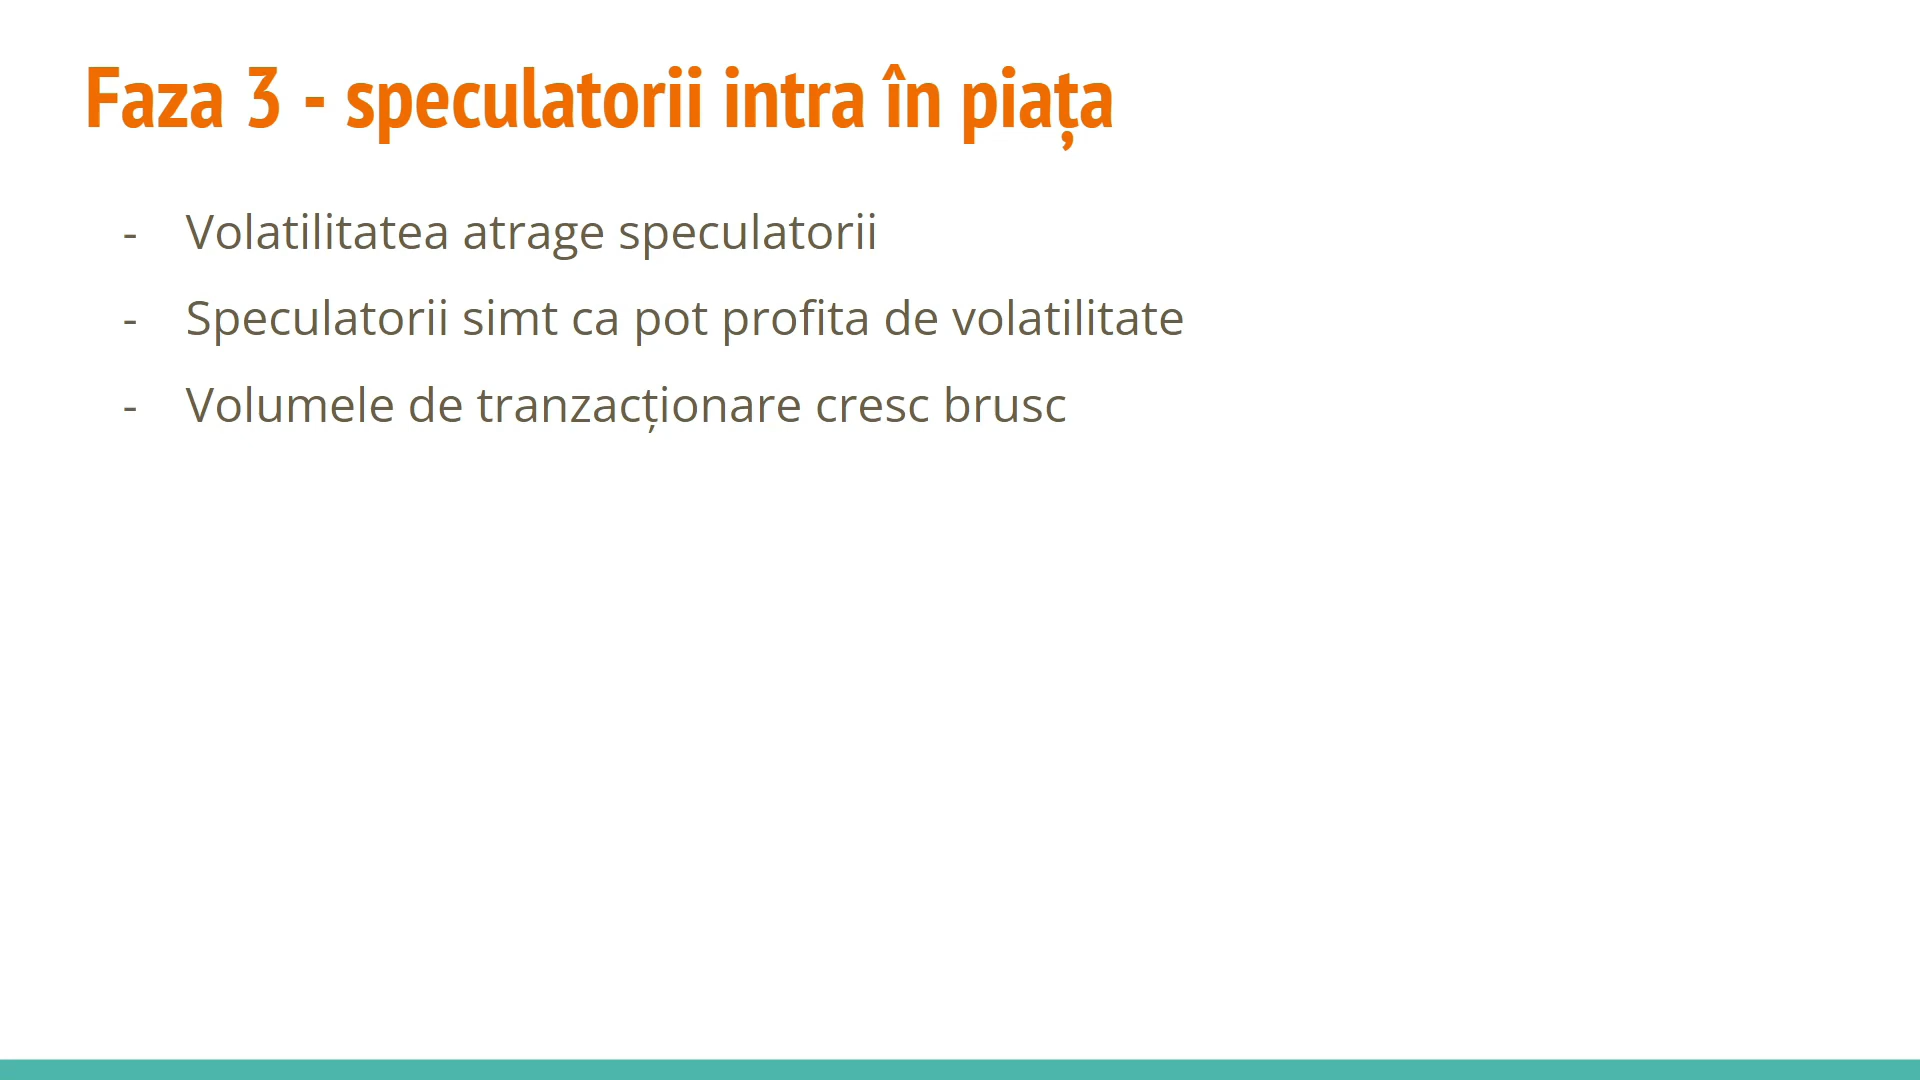 Faza 3 - speculatorii intra în piața
- Volatilitatea atrage speculatorii
- Speculatorii simt ca pot profita de volatilitate
- Volumele de tranzacționare cresc brusc